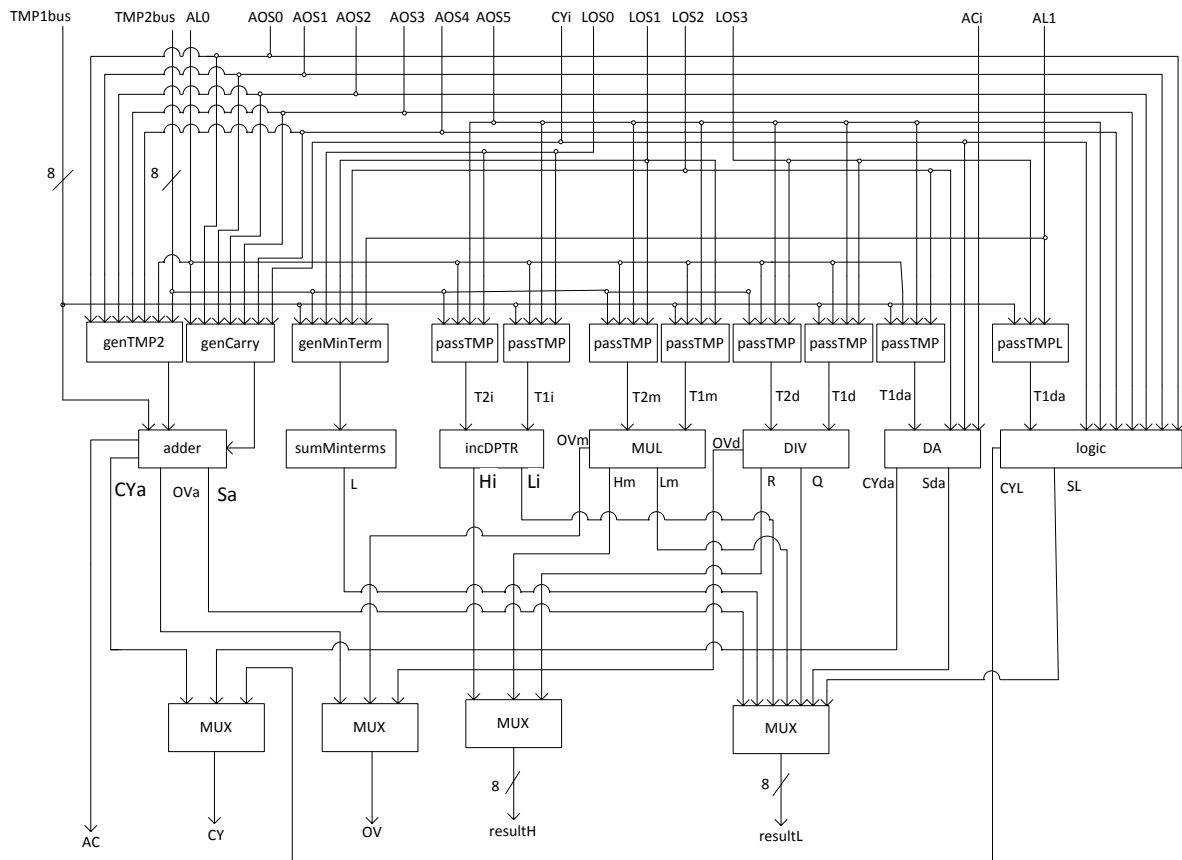 TMP1bus TMP2bus AL0 AOS0 AOS1 AOS2 AOS3 AOS4 AOS5 CYi LOS0 LOS1 LOS2 LOS3 ACi AL1
8 8
genTMP2 genCarry genMinTerm passTMP passTMP passTMP passTMP passTMP passTMP passTMP passTMPL
T2i T1i T2m T1m T2d T1d T1da T1da
adder sumMinterms incDPTR OVm MUL OVd DIV DA logic
CYa OVa Sa L Hi Li Hm Lm R Q CYda Sda CYL SL
MUX MUX MUX MUX
8 8
AC CY OV resultH resultL